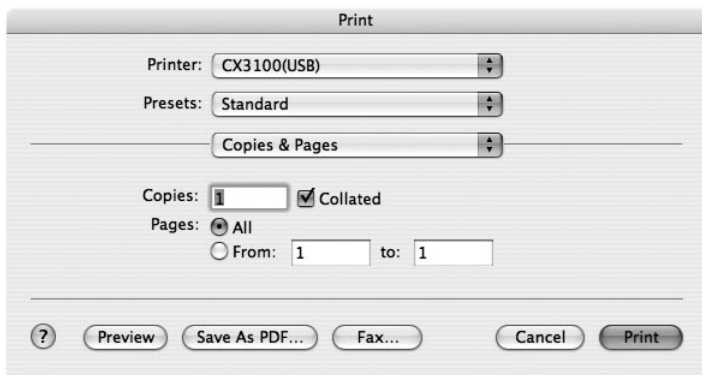 Print
Printer: CX3100(USB)
Presets: Standard
Copies & Pages
Copies: 1 Collated
Pages: All
From: 1 to: 1
? Preview Save As PDF... Fax... Cancel Print